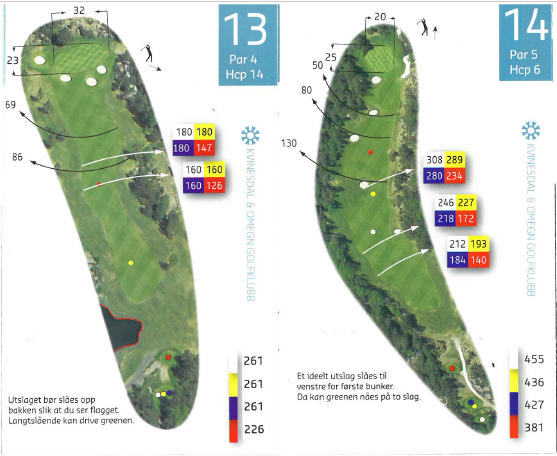 32
13
Par 4
Hcp 14
23
69
180 180
180 147
86
160 160
160 126
KVINESDAL & OMEGN GOLFKLUBB
261
261
261
226
Utslaget bør slåes opp
bakken slik at du ser flagget.
Langtslående kan drive greenen.
20
14
Par 5
Hcp 6
25
50
80
130
308 289
280 234
246 227
218 172
212 193
184 140
KVINESDAL & OMEGN GOLFKLUBB
455
436
427
381
Et ideelt utslag slåes til
venstre for første bunker.
Da kan greenen nåes på to slag.